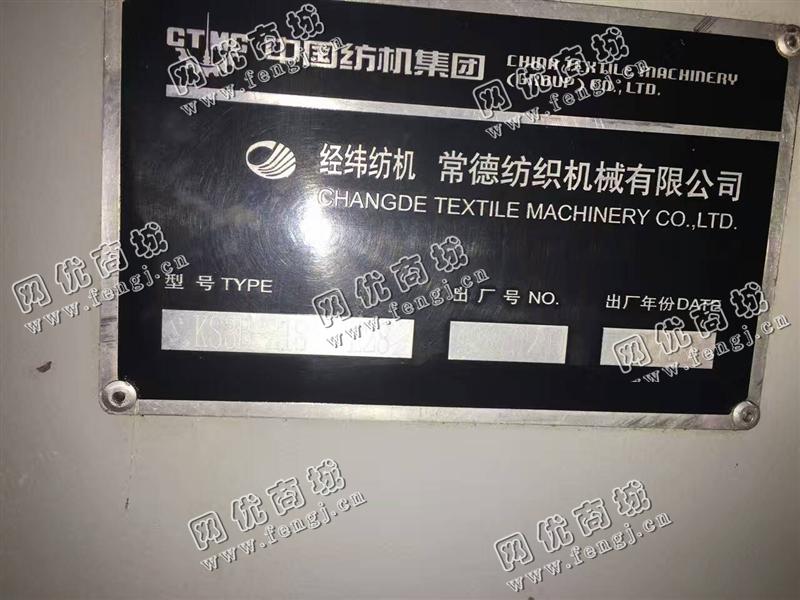 CTMC 中国纺机集团 CHINA TEXTILE MACHINERY
(GROUP) CO.,LTD.
经纬纺机 常德纺织机械有限公司
CHANGDE TEXTILE MACHINERY CO.,LTD.
型 号 TYPE 出 厂 号 NO. 出厂年份DATE
网优商城
www.fengj.cn